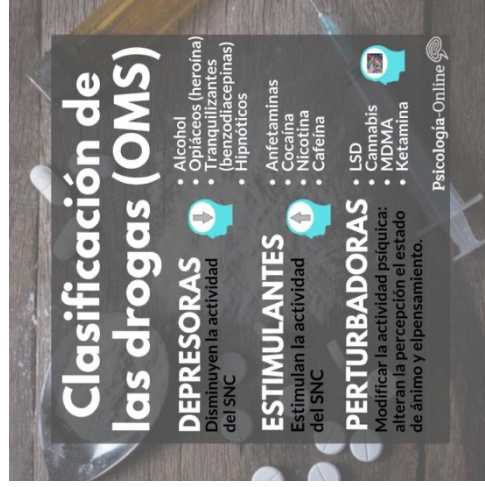 Clasificación de
las drogas (OMS)
DEPRESORAS
Disminuyen la actividad
del SNC
• Alcohol
• Opiáceos (heroína)
• Tranquilizantes
(benzodiacepinas)
• Hipnóticos
ESTIMULANTES
Estimulan la actividad
del SNC
• Anfetaminas
• Cocaína
• Nicotina
• Cafeína
PERTURBADORAS
Modificar la actividad psíquica:
alteran la percepción el estado
de ánimo y elpensamiento.
• LSD
• Cannabis
• MDMA
• Ketamina
Psicología-Online